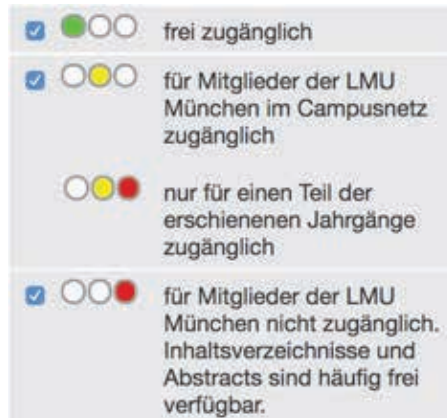 frei zugänglich
für Mitglieder der LMU
München im Campusnetz
zugänglich
nur für einen Teil der
erschienenen Jahrgänge
zugänglich
für Mitglieder der LMU
München nicht zugänglich.
Inhaltsverzeichnisse und
Abstracts sind häufig frei
verfügbar.